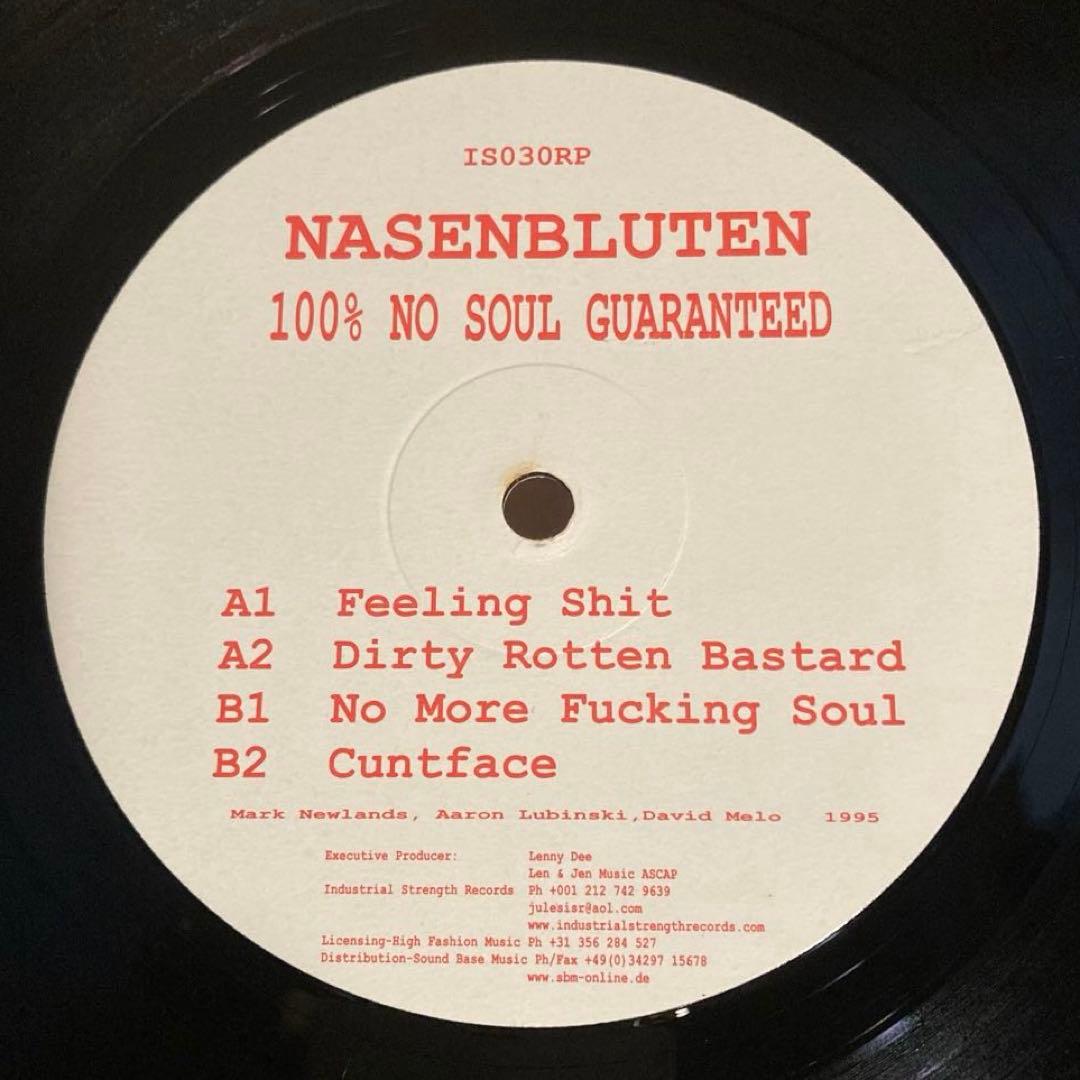 IS030RP
NASENBLUTEN
100% NO SOUL GUARANTEED
A1 Feeling Shit
A2 Dirty Rotten Bastard
B1 No More Fucking Soul
B2 Cuntface
Mark Newlands, Aaron Lubinski,David Melo 1995
Executive Producer: Lenny Dee
Len & Jen Music ASCAP
Industrial Strength Records Ph +001 212 742 9639
julesisr@aol.com
www.industrialstrengthrecords.com
Licensing-High Fashion Music Ph +31 356 284 527
Distribution-Sound Base Music Ph/Fax +49(0)34297 15678
www.sbm-online.de